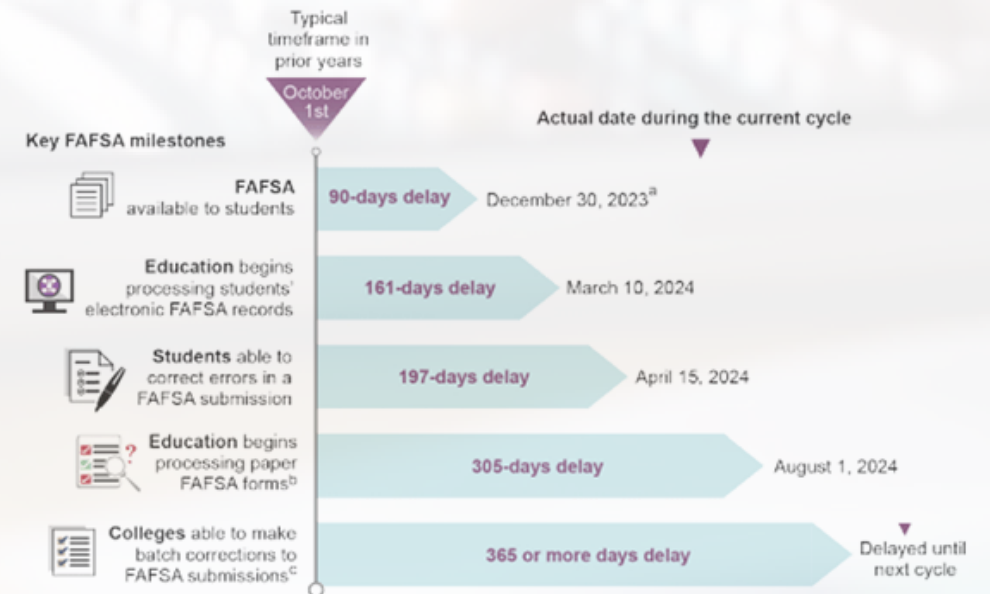 Typical
timeframe in
prior years
October
1st
Actual date during the current cycle
Key FAFSA milestones
FAFSA
available to students
90-days delay
December 30, 2023a
Education begins
processing students'
electronic FAFSA records
161-days delay
March 10, 2024
Students able to
correct errors in a
FAFSA submission
197-days delay
April 15, 2024
Education begins
processing paper
FAFSA formsb
?
305-days delay
August 1, 2024
Colleges able to make
batch corrections to
FAFSA submissionsc
365 or more days delay
Delayed until
next cycle